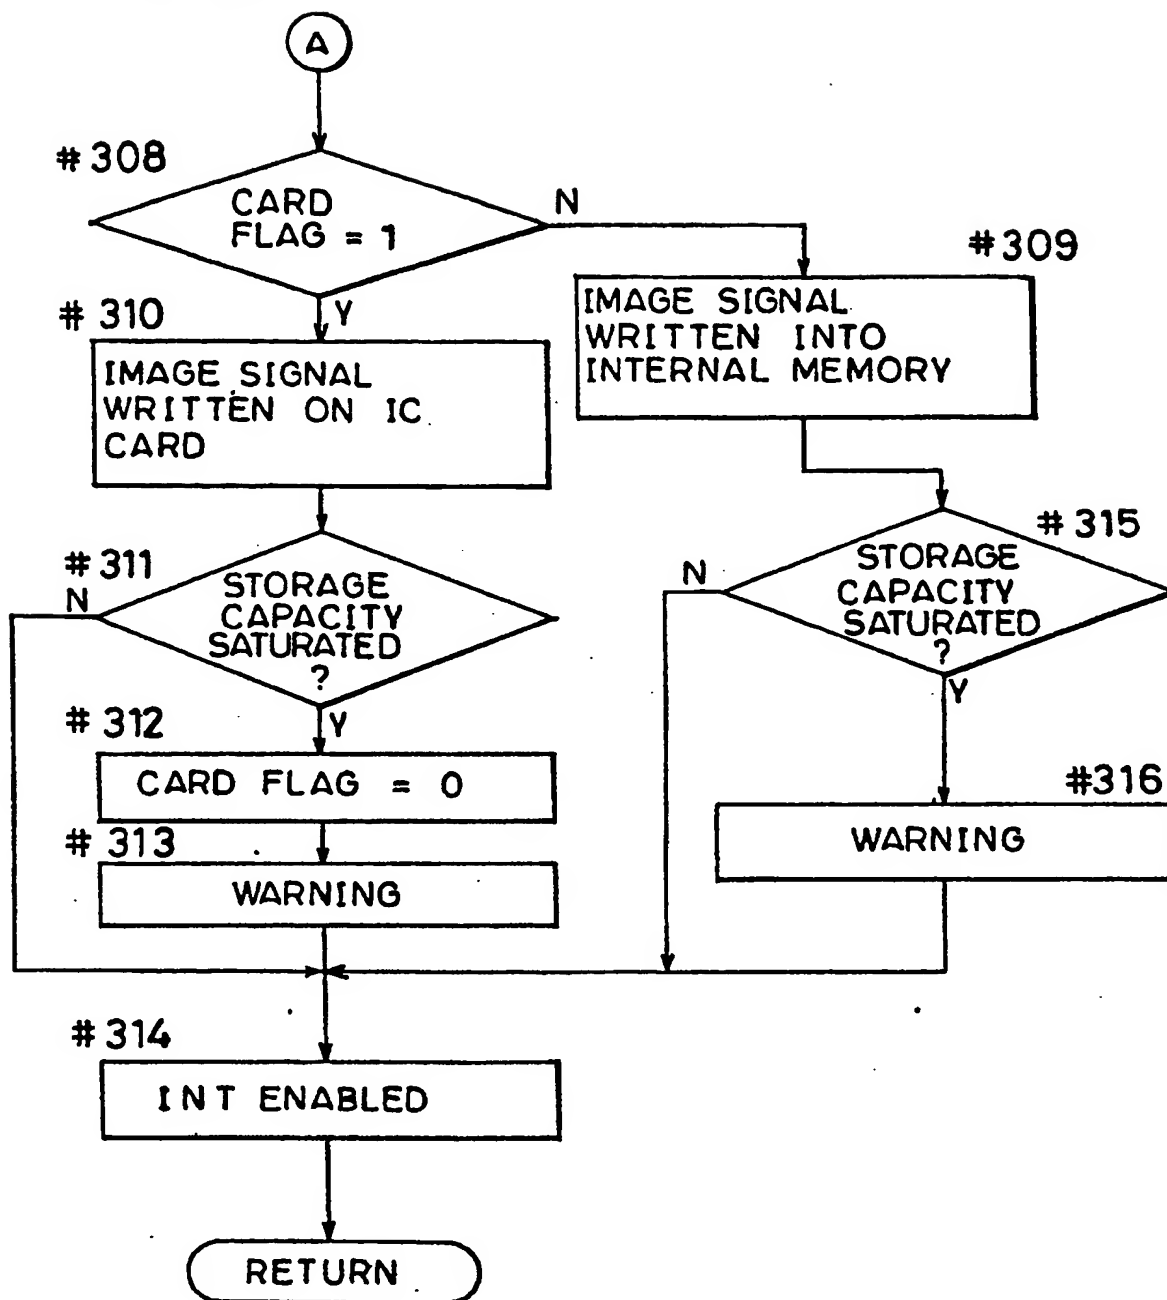 A
#308
CARD
FLAG = 1
N
Y
#309
IMAGE SIGNAL
WRITTEN INTO
INTERNAL MEMORY
#310
IMAGE SIGNAL
WRITTEN ON IC
CARD
#311
N
STORAGE
CAPACITY
SATURATED
?
Y
#315
N
STORAGE
CAPACITY
SATURATED
?
Y
#312
CARD FLAG = 0
#316
WARNING
#313
WARNING
#314
INT ENABLED
RETURN